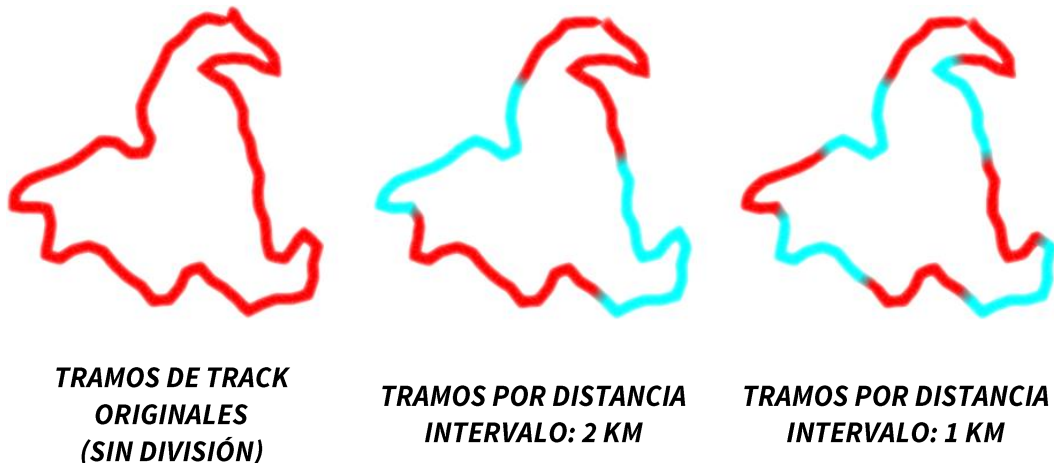 TRAMOS DE TRACK
ORIGINALES
(SIN DIVISIÓN)
TRAMOS POR DISTANCIA
INTERVALO: 2 KM
TRAMOS POR DISTANCIA
INTERVALO: 1 KM